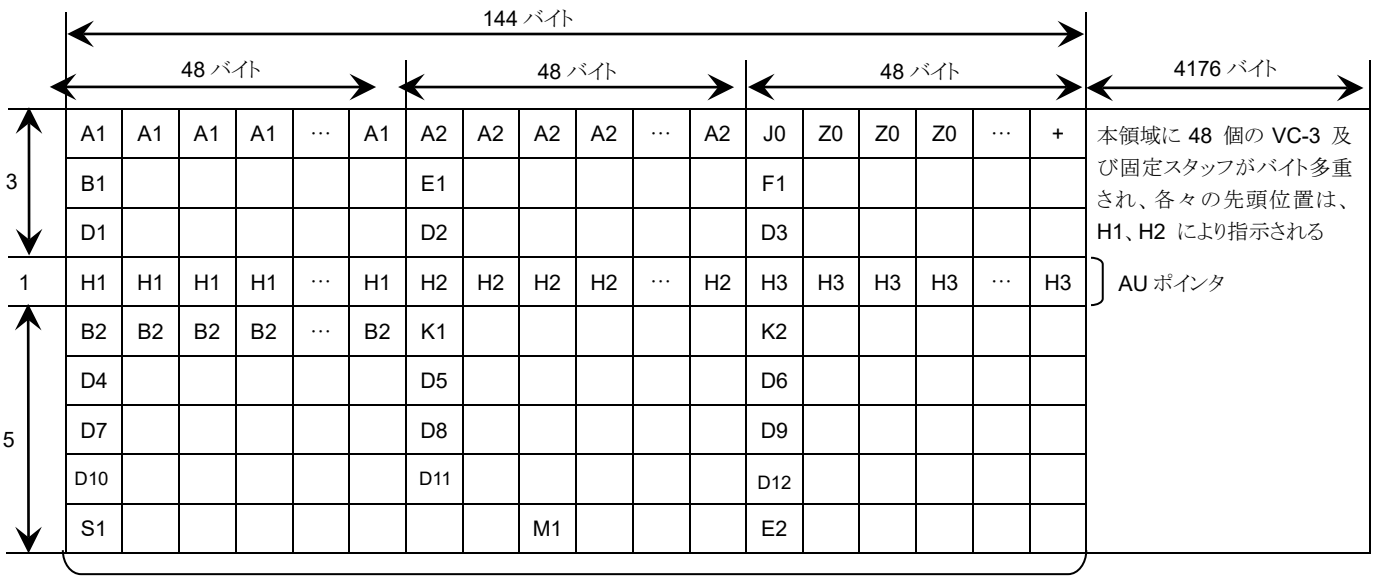 144 バイト
48 バイト 48 バイト 48 バイト 4176 バイト
3
A1 A1 A1 A1 … A1 A2 A2 A2 A2 … A2 J0 Z0 Z0 Z0 … +
B1 E1 F1
D1 D2 D3
本領域に 48 個の VC-3 及
び固定スタッフがバイト多重
され、各々の先頭位置は、
H1、H2 により指示される
1 H1 H1 H1 H1 … H1 H2 H2 H2 H2 … H2 H3 H3 H3 H3 … H3 AU ポインタ
5
B2 B2 B2 B2 … B2 K1 K2
D4 D5 D6
D7 D8 D9
D10 D11 D12
S1 M1 E2